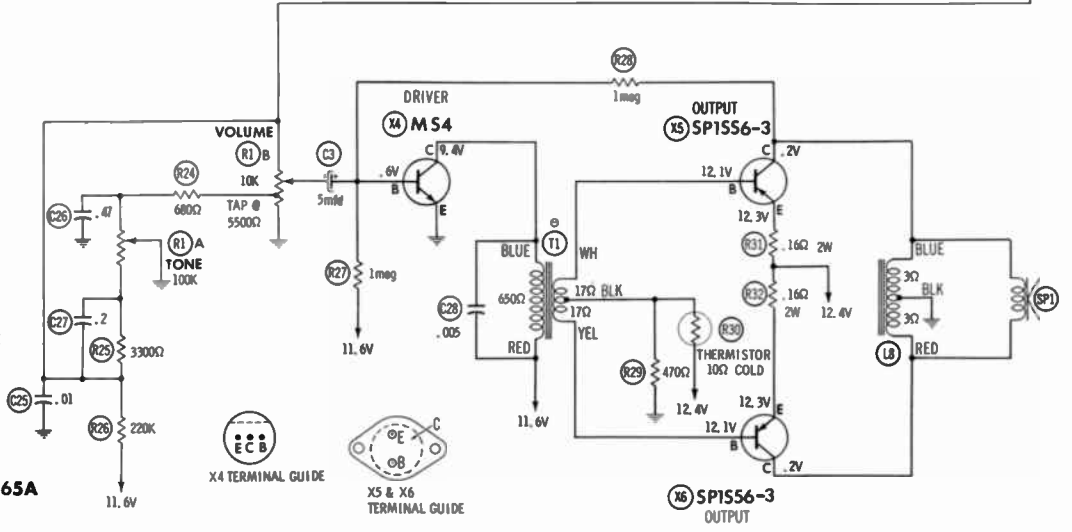 R28
1meg
DRIVER
X4 MS4
C 9.4V
.6V
B
E
OUTPUT
X5 SP1556-3
C .2V
12.1V
B
E
12.3V
VOLUME
R1 B
10K
TAP @
5500Ω
C3
5mfd
R24
680Ω
C26 .47
R1 A
TONE
100K
C27 .2
R25 3300Ω
C25 .01
R26 220K
11.6V
R27 1meg
11.6V
C28
.005
BLUE
650Ω
RED
11.6V
⊖
T1
WH
17Ω BLK
17Ω
YEL
R29 470Ω
R30
THERMISTOR
10Ω COLD
12.4V
R31 .16Ω 2W
R32 .16Ω
2W
12.4V
BLUE
3Ω
BLK
3Ω
L8 RED
SP1
12.3V E
12.1V
B
C .2V
X6 SP1556-3
OUTPUT
E C B
X4 TERMINAL GUIDE
E
C
B
X5 & X6
TERMINAL GUIDE
65A